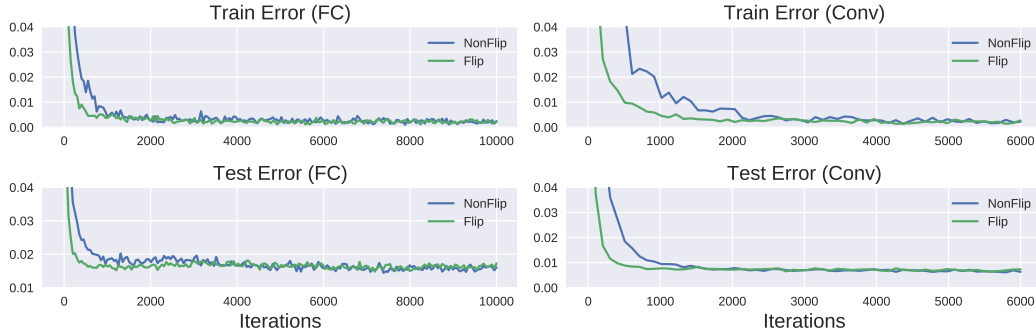 Train Error (FC)
0.04
0.03
0.02
0.01
0.00
NonFlip
Flip
0 2000 4000 6000 8000 10000
Train Error (Conv)
0.04
0.03
0.02
0.01
0.00
NonFlip
Flip
0 1000 2000 3000 4000 5000 6000
Test Error (FC)
0.04
0.03
0.02
0.01
NonFlip
Flip
0 2000 4000 6000 8000 10000
Iterations
Test Error (Conv)
0.04
0.03
0.02
0.01
0.00
NonFlip
Flip
0 1000 2000 3000 4000 5000 6000
Iterations